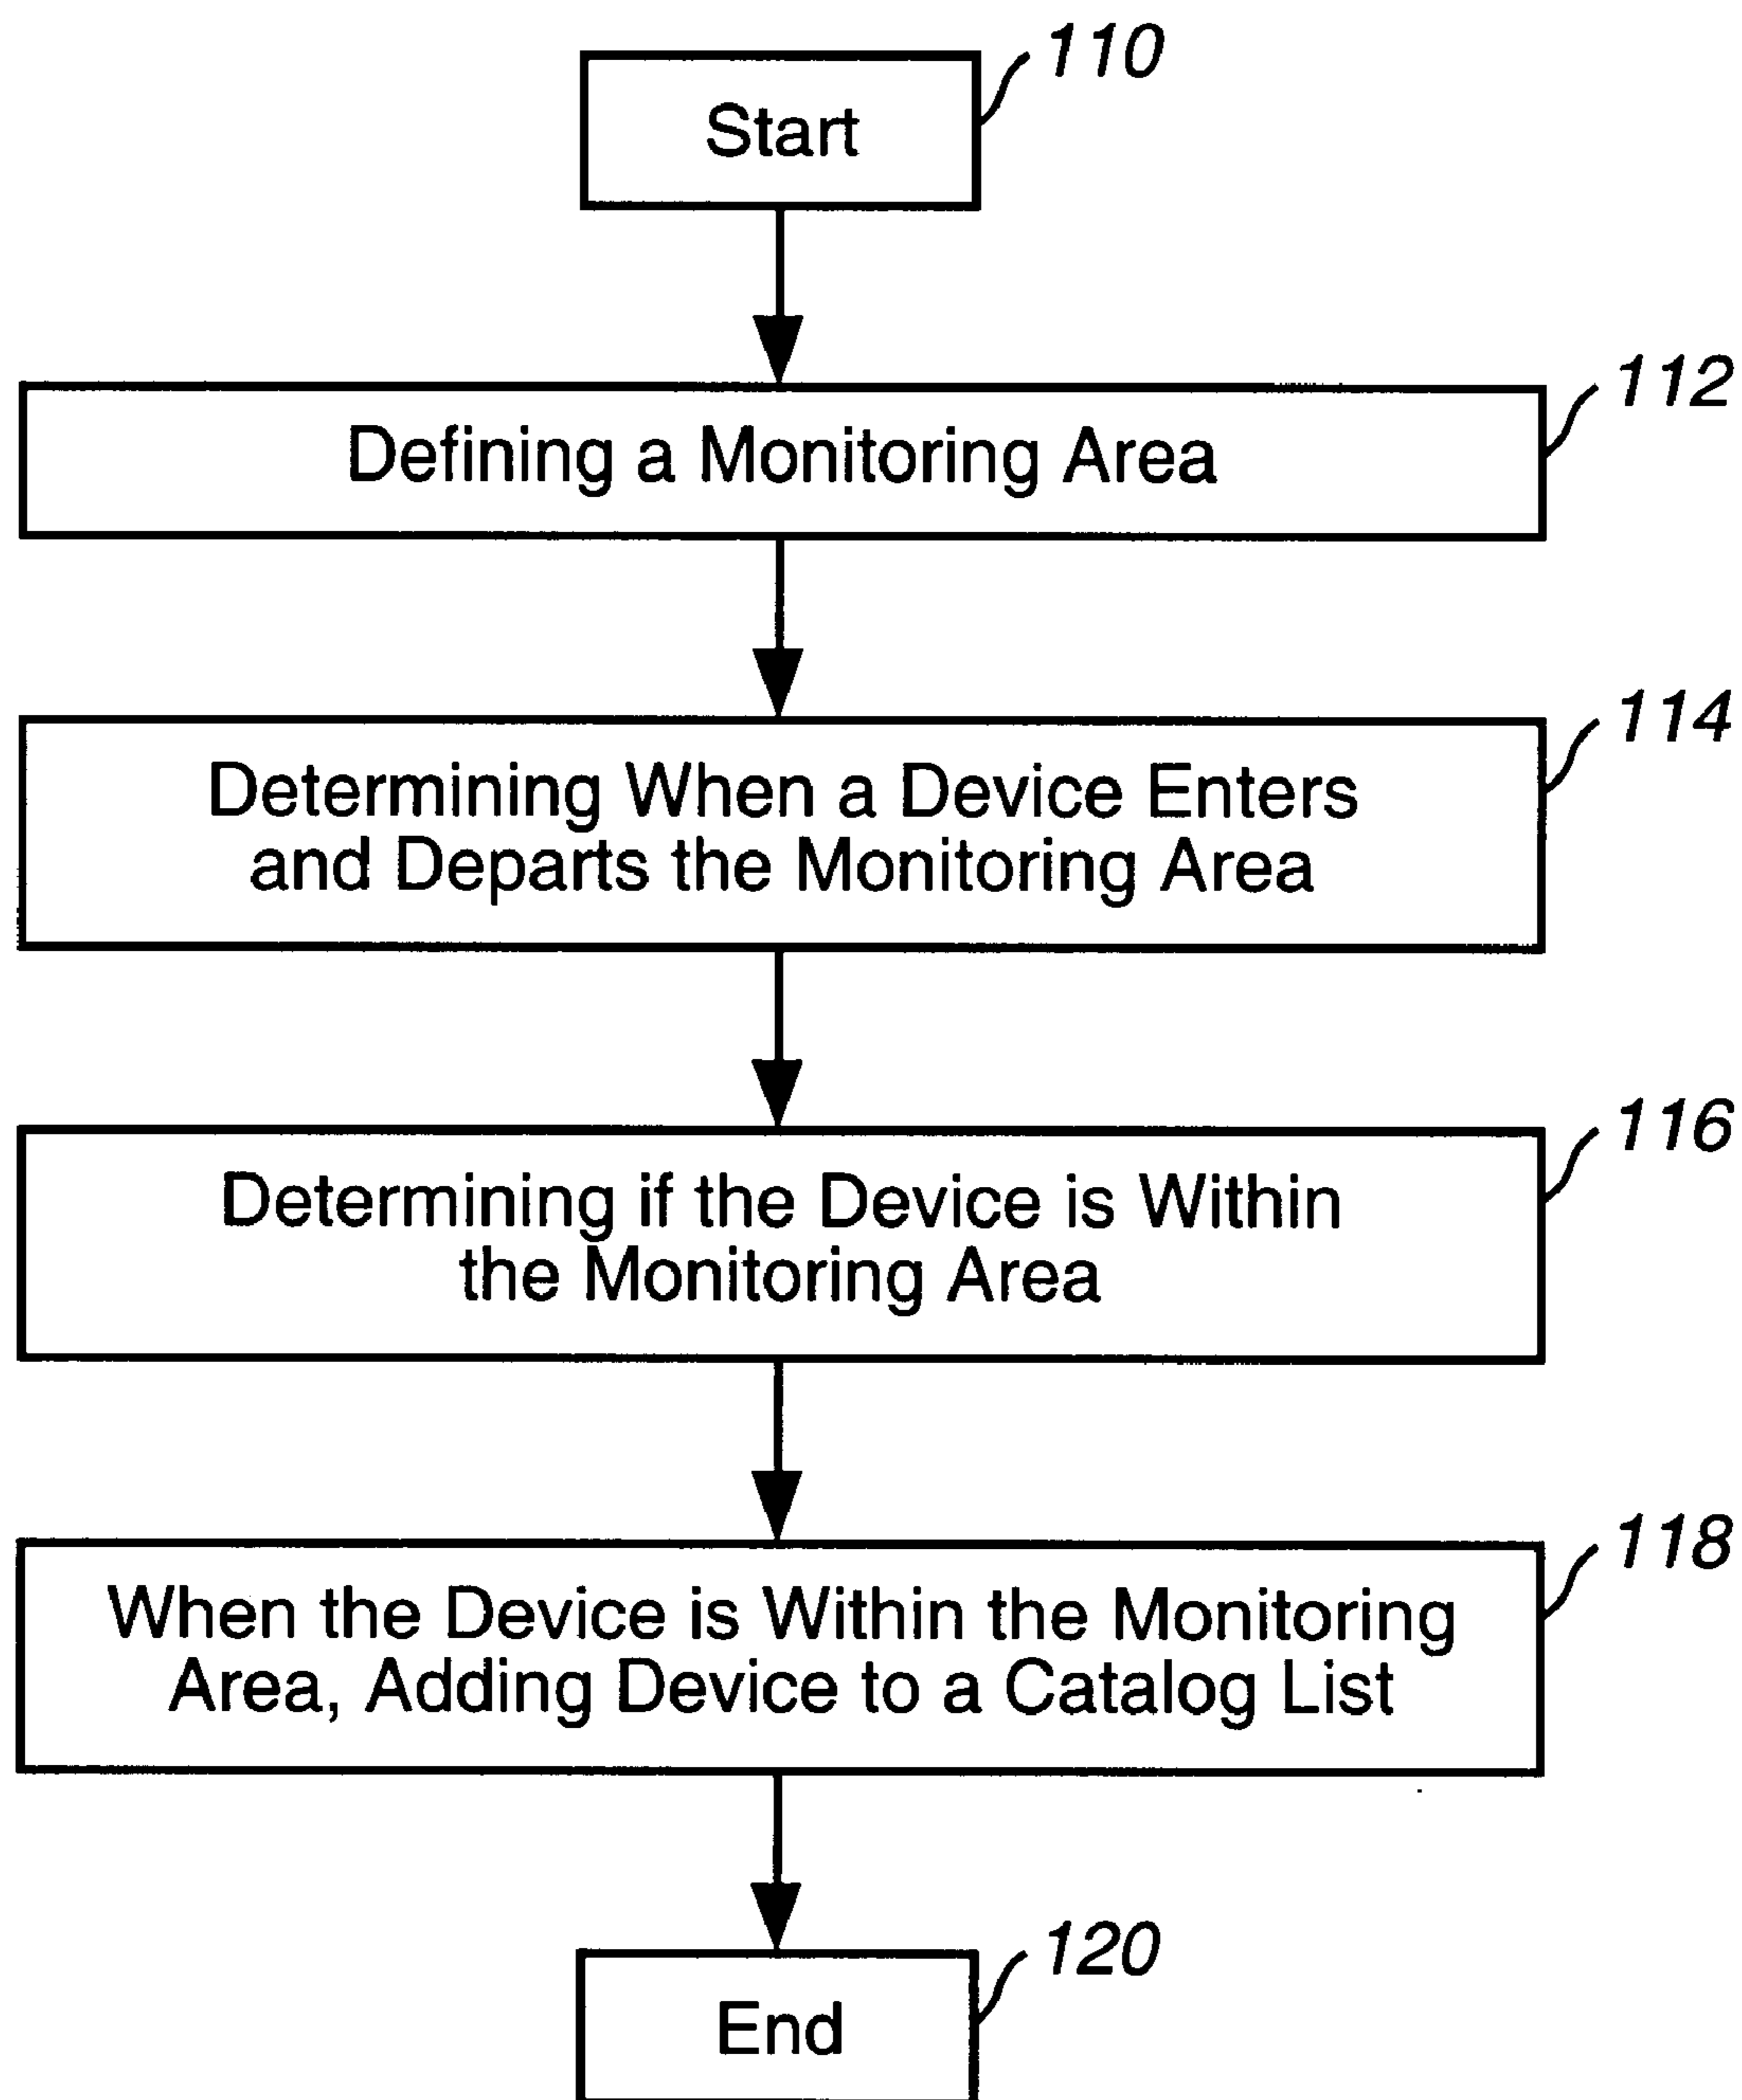 110
Start
112
Defining a Monitoring Area
114
Determining When a Device Enters
and Departs the Monitoring Area
116
Determining if the Device is Within
the Monitoring Area
118
When the Device is Within the Monitoring
Area, Adding Device to a Catalog List
120
End